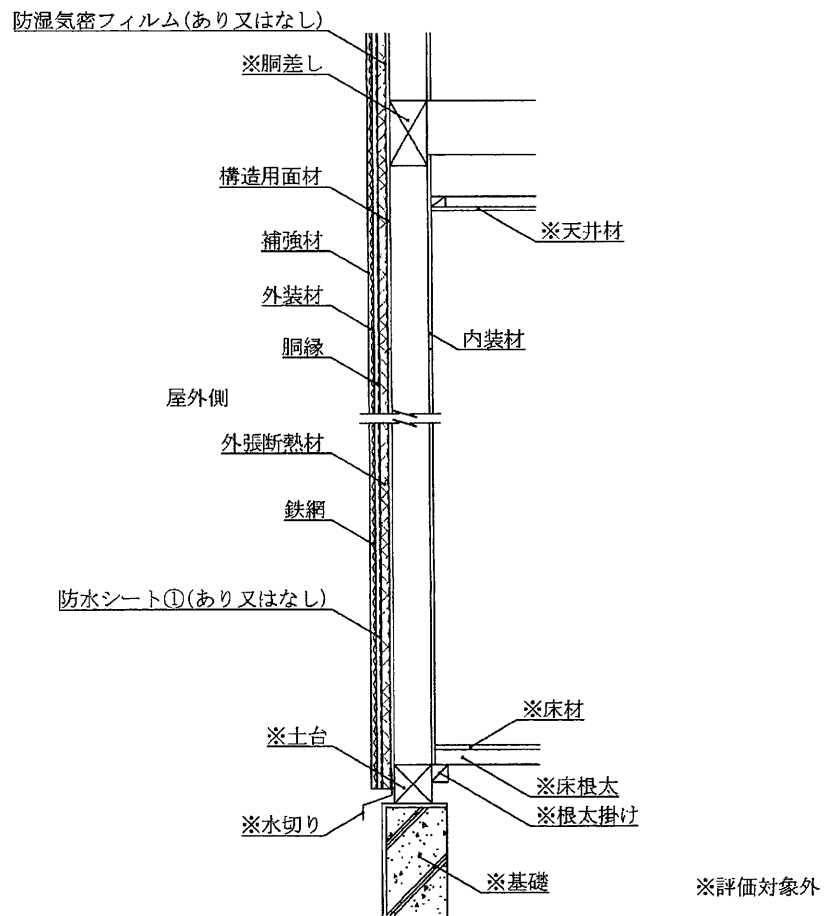 防湿気密フィルム(あり又はなし)
※胴差し
構造用面材
※天井材
補強材
外装材
内装材
胴縁
屋外側
外張断熱材
鉄網
防水シート①(あり又はなし)
※床材
※土台
※床根太
※根太掛け
※水切り
※基礎
※評価対象外